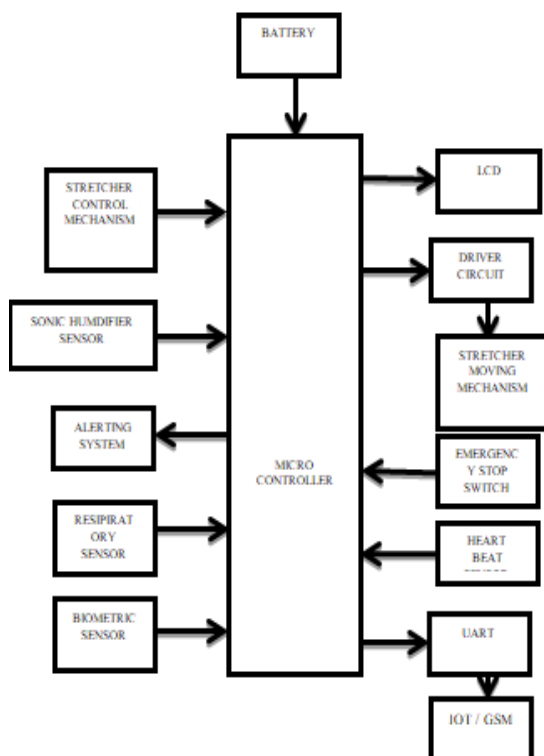 BATTERY
STRETCHER
CONTROL
MECHANISM
LCD
DRIVER
CIRCUIT
SONIC HUMDIFIER
SENSOR
STRETCHER
MOVING
MECHANISM
ALERTING
SYSTEM
MICRO
CONTROLLER
EMERGENC
Y STOP
SWITCH
RESIPIRAT
ORY
SENSOR
HEART
BEAT
BIOMETRIC
SENSOR
UART
IOT / GSM